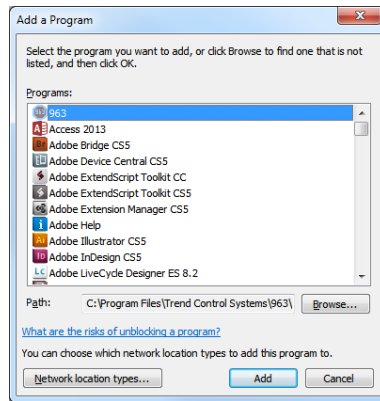 Add a Program
Select the program you want to add, or click Browse to find one that is not
listed, and then click OK.
Programs:
963
Access 2013
Adobe Bridge CS5
Adobe Device Central CS5
Adobe ExtendScript Toolkit CC
Adobe ExtendScript Toolkit CS5
Adobe Extension Manager CS5
Adobe Help
Adobe Illustrator CS5
Adobe InDesign CS5
Adobe LiveCycle Designer ES 8.2
Path: C:\Program Files\Trend Control Systems\963\ Browse...
What are the risks of unblocking a program?
You can choose which network location types to add this program to.
Network location types... Add Cancel